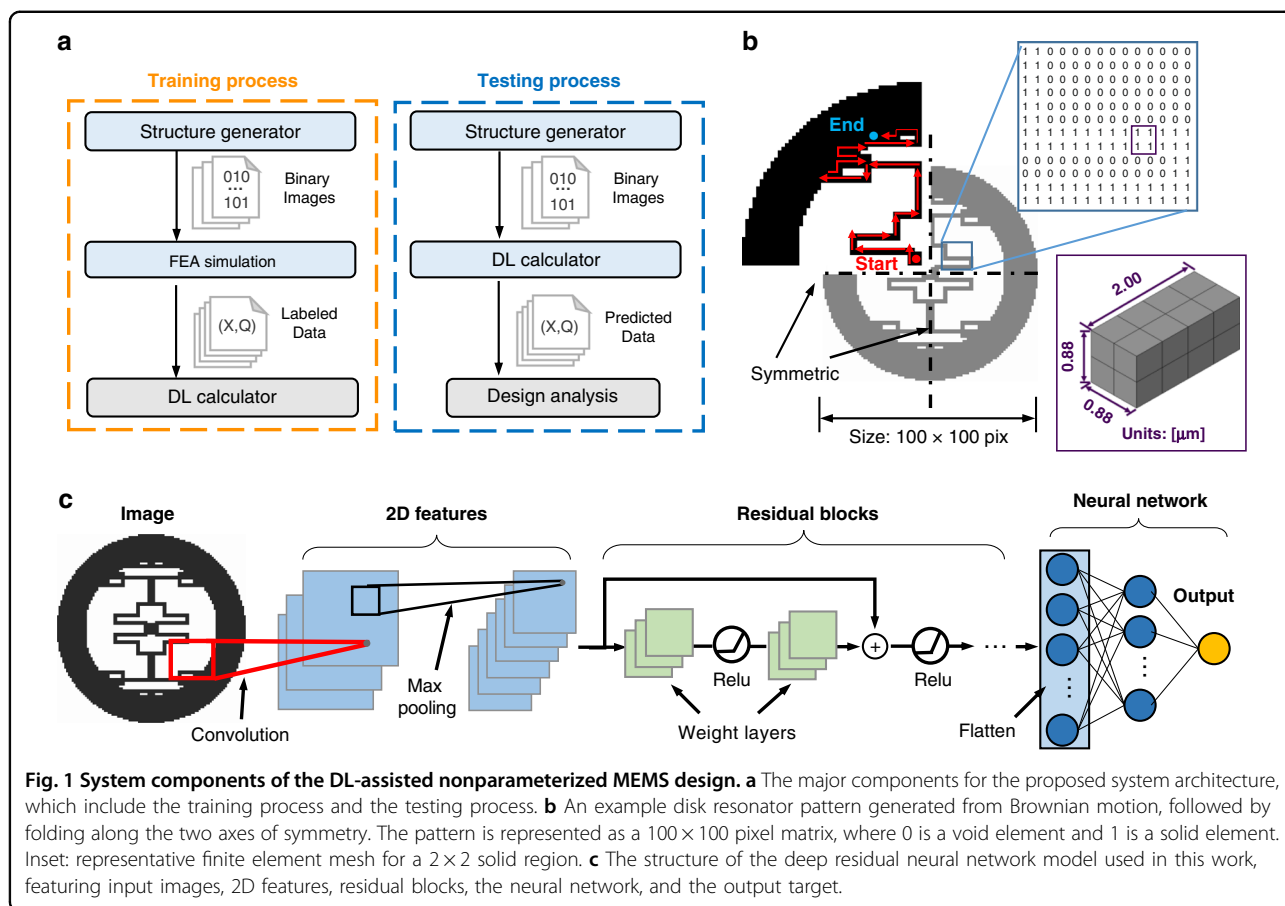 a
Training process
Structure generator
010
...
101
Binary
Images
FEA simulation
(X,Q)
Labeled
Data
DL calculator
Testing process
Structure generator
010
...
101
Binary
Images
DL calculator
(X,Q)
Predicted
Data
Design analysis
b
End
Start
Symmetric
Size: 100 × 100 pix
1 1 0 0 0 0 0 0 0 0 0 0 0 0
1 1 0 0 0 0 0 0 0 0 0 0 0 0
1 1 0 0 0 0 0 0 0 0 0 0 0 0
1 1 0 0 0 0 0 0 0 0 0 0 0 0
1 1 0 0 0 0 0 0 0 0 0 0 0 0
1 1 0 0 0 0 0 0 0 0 0 0 0 0
1 1 1 1 1 1 1 1 1 1 1 1 1 1
1 1 1 1 1 1 1 1 1 1 1 1 1 1
0 0 0 0 0 0 0 0 0 0 0 0 1 1
0 0 0 0 0 0 0 0 0 0 0 0 1 1
1 1 1 1 1 1 1 1 1 1 1 1 1 1
1 1 1 1 1 1 1 1 1 1 1 1 1 1
2.00
0.88
0.88
Units: [μm]
c
Image
2D features
Residual blocks
Neural network
Output
Convolution
Max
pooling
Relu
+
Relu
...
Weight layers
Flatten
Fig. 1 System components of the DL-assisted nonparameterized MEMS design. a The major components for the proposed system architecture,
which include the training process and the testing process. b An example disk resonator pattern generated from Brownian motion, followed by
folding along the two axes of symmetry. The pattern is represented as a 100 × 100 pixel matrix, where 0 is a void element and 1 is a solid element.
Inset: representative finite element mesh for a 2 × 2 solid region. c The structure of the deep residual neural network model used in this work,
featuring input images, 2D features, residual blocks, the neural network, and the output target.